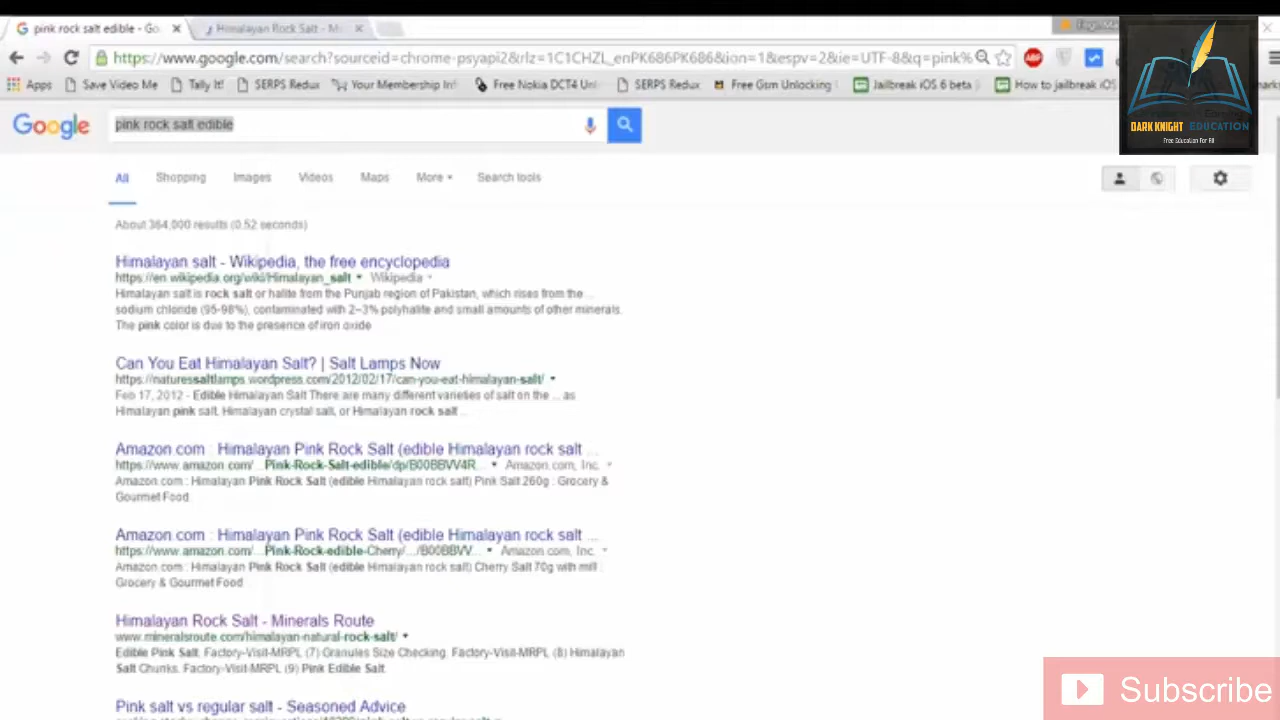 pink rock salt edible - Go
Himalayan Rock Salt - M
https://www.google.com/search?sourceid=chrome-psyapi2&rlz=1C1CHZL_enPK686PK686&ion=1&espv=2&ie=UTF-8&q=pink%
ABP
Apps
Save Video Me
Tally It!
SERPS Redux
Your Membership In
Free Nokia DCT4 Un
SERPS Redux
Free Gsm Unlocking
Jailbreak iOS 6 beta
How to jailbreak iOS
DARK KNIGHT EDUCATION
Free Education For All
Google
pink rock salt edible
All Shopping Images Videos Maps More Search tools
About 364,000 results (0.52 seconds)
Himalayan salt - Wikipedia, the free encyclopedia
https://en.wikipedia.org/wiki/Himalayan_salt Wikipedia
Himalayan salt is rock salt or halite from the Punjab region of Pakistan, which rises from the ...
sodium chloride (95-98%), contaminated with 2–3% polyhalite and small amounts of other minerals.
The pink color is due to the presence of iron oxide
Can You Eat Himalayan Salt? | Salt Lamps Now
https://naturessaltlamps.wordpress.com/2012/02/17/can-you-eat-himalayan-salt/
Feb 17, 2012 - Edible Himalayan Salt There are many different varieties of salt on the ... as
Himalayan pink salt, Himalayan crystal salt, or Himalayan rock salt ...
Amazon.com : Himalayan Pink Rock Salt (edible Himalayan rock salt ...
https://www.amazon.com/...Pink-Rock-Salt-edible/dp/B00BBVV4R... Amazon.com, Inc.
Amazon.com : Himalayan Pink Rock Salt (edible Himalayan rock salt) Pink Salt 260g : Grocery &
Gourmet Food
Amazon.com : Himalayan Pink Rock Salt (edible Himalayan rock salt ...
https://www.amazon.com/...Pink-Rock-edible-Cherry/.../B00BBVV... Amazon.com, Inc.
Amazon.com : Himalayan Pink Rock Salt (edible Himalayan rock salt) Cherry Salt 70g with mill :
Grocery & Gourmet Food
Himalayan Rock Salt - Minerals Route
www.mineralsroute.com/himalayan-natural-rock-salt/
Edible Pink Salt. Factory-Visit-MRPL (7) Granules Size Checking. Factory-Visit-MRPL (8) Himalayan
Salt Chunks. Factory-Visit-MRPL (9) Pink Edible Salt.
Pink salt vs regular salt - Seasoned Advice
Subscribe